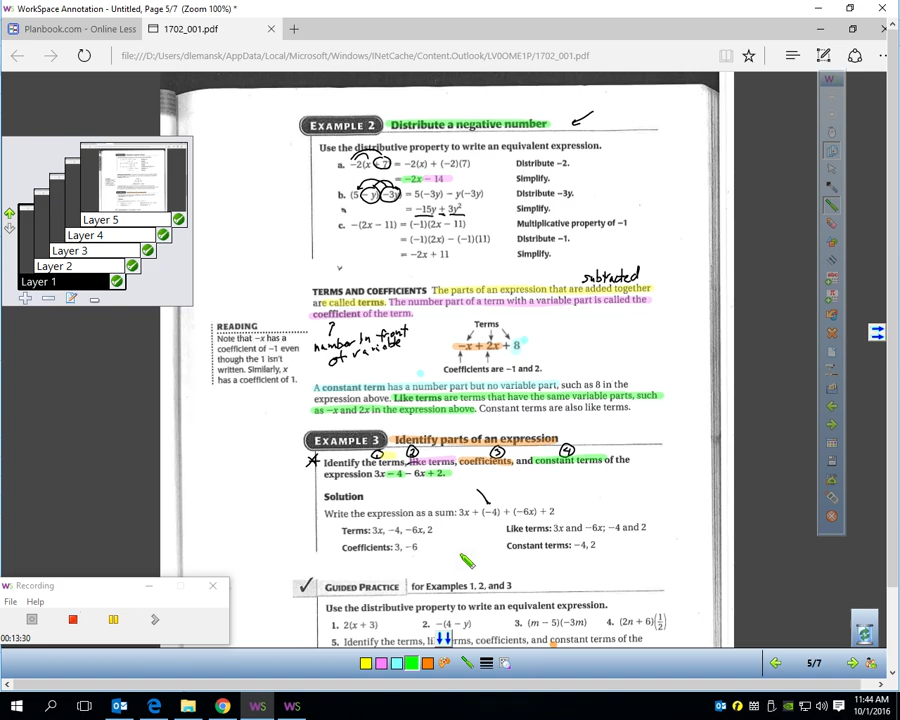 WorkSpace Annotation - Untitled, Page 5/7 (Zoom 100%) *
Planbook.com - Online Less
1702_001.pdf
file:///D:/Users/dlemansk/AppData/Local/Microsoft/Windows/INetCache/Content.Outlook/LV0OME1P/1702_001.pdf
EXAMPLE 2 Distribute a negative number
Use the distributive property to write an equivalent expression.
a. -2(x + 7) = -2(x) + (-2)(7) Distribute -2.
= -2x - 14 Simplify.
b. (5 - y)(-3y) = 5(-3y) - y(-3y) Distribute -3y.
= -15y + 3y² Simplify.
c. -(2x - 11) = (-1)(2x - 11) Multiplicative property of -1
= (-1)(2x) - (-1)(11) Distribute -1.
= -2x + 11 Simplify.
subtracted
TERMS AND COEFFICIENTS The parts of an expression that are added together
are called terms. The number part of a term with a variable part is called the
coefficient of the term.
READING
Note that -x has a
coefficient of -1 even
though the 1 isn't
written. Similarly, x
has a coefficient of 1.
number in front
of variable
Terms
-x + 2x + 8
Coefficients are -1 and 2.
A constant term has a number part but no variable part, such as 8 in the
expression above. Like terms are terms that have the same variable parts, such
as -x and 2x in the expression above. Constant terms are also like terms.
EXAMPLE 3 Identify parts of an expression
1 2 3 4
Identify the terms, like terms, coefficients, and constant terms of the
expression 3x - 4 - 6x + 2.
Solution
Write the expression as a sum: 3x + (-4) + (-6x) + 2
Terms: 3x, -4, -6x, 2 Like terms: 3x and -6x; -4 and 2
Coefficients: 3, -6 Constant terms: -4, 2
GUIDED PRACTICE for Examples 1, 2, and 3
Use the distributive property to write an equivalent expression.
1. 2(x + 3) 2. -(4 - y) 3. (m - 5)(-3m) 4. (2n + 6)(1/2)
5. Identify the terms, li rms, coefficients, and constant terms of the
Layer 5
Layer 4
Layer 3
Layer 2
Layer 1
Recording
File Help
00:13:30
5/7
11:44 AM
10/1/2016